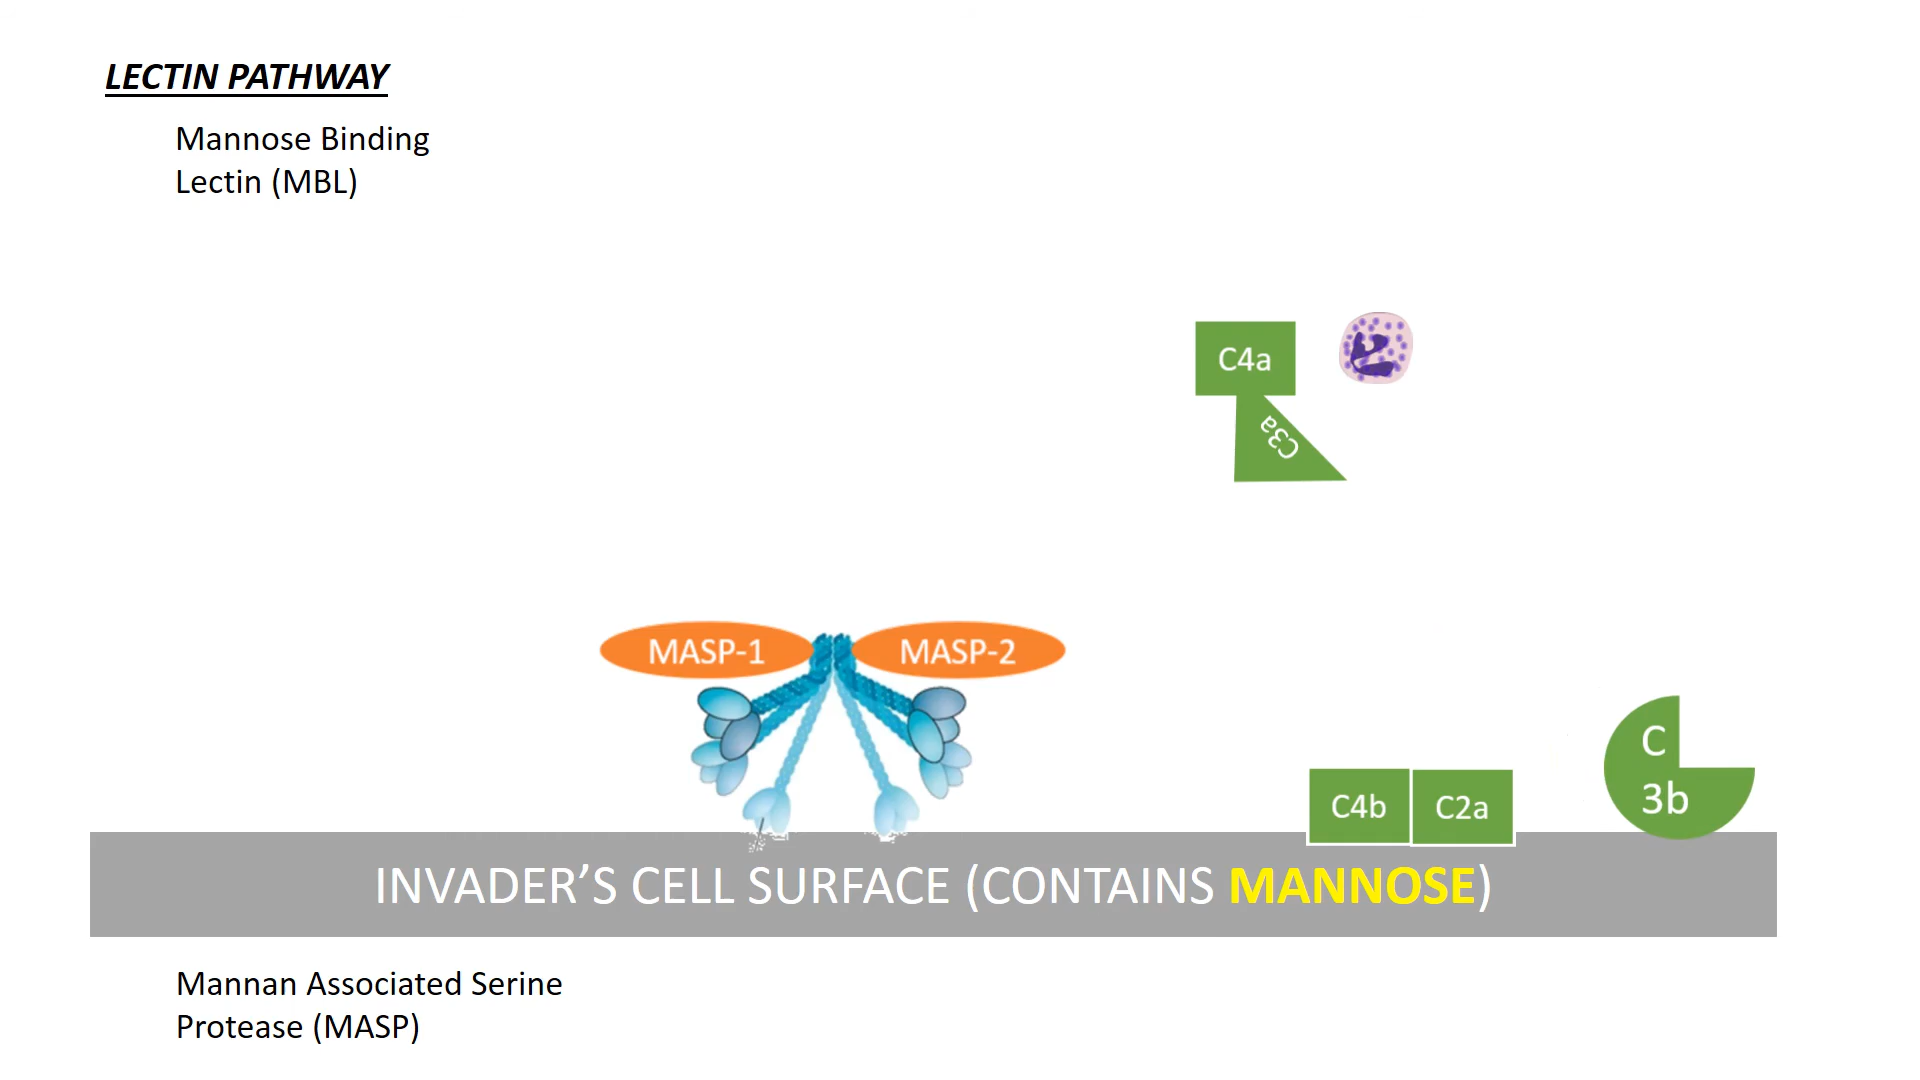 LECTIN PATHWAY
Mannose Binding
Lectin (MBL)
C4a
C3a
MASP-1
MASP-2
C
3b
C4b
C2a
INVADER’S CELL SURFACE (CONTAINS MANNOSE)
Mannan Associated Serine
Protease (MASP)